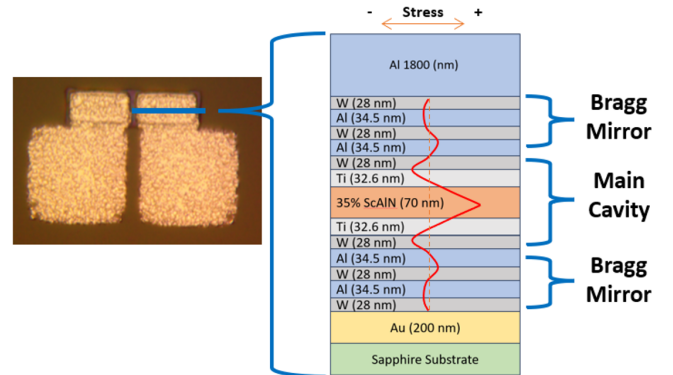 - Stress +
Al 1800 (nm)
W (28 nm)
Al (34.5 nm)
W (28 nm)
Al (34.5 nm)
W (28 nm)
Ti (32.6 nm)
35% ScAlN (70 nm)
Ti (32.6 nm)
W (28 nm)
Al (34.5 nm)
W (28 nm)
Al (34.5 nm)
W (28 nm)
Au (200 nm)
Sapphire Substrate
Bragg
Mirror
Main
Cavity
Bragg
Mirror